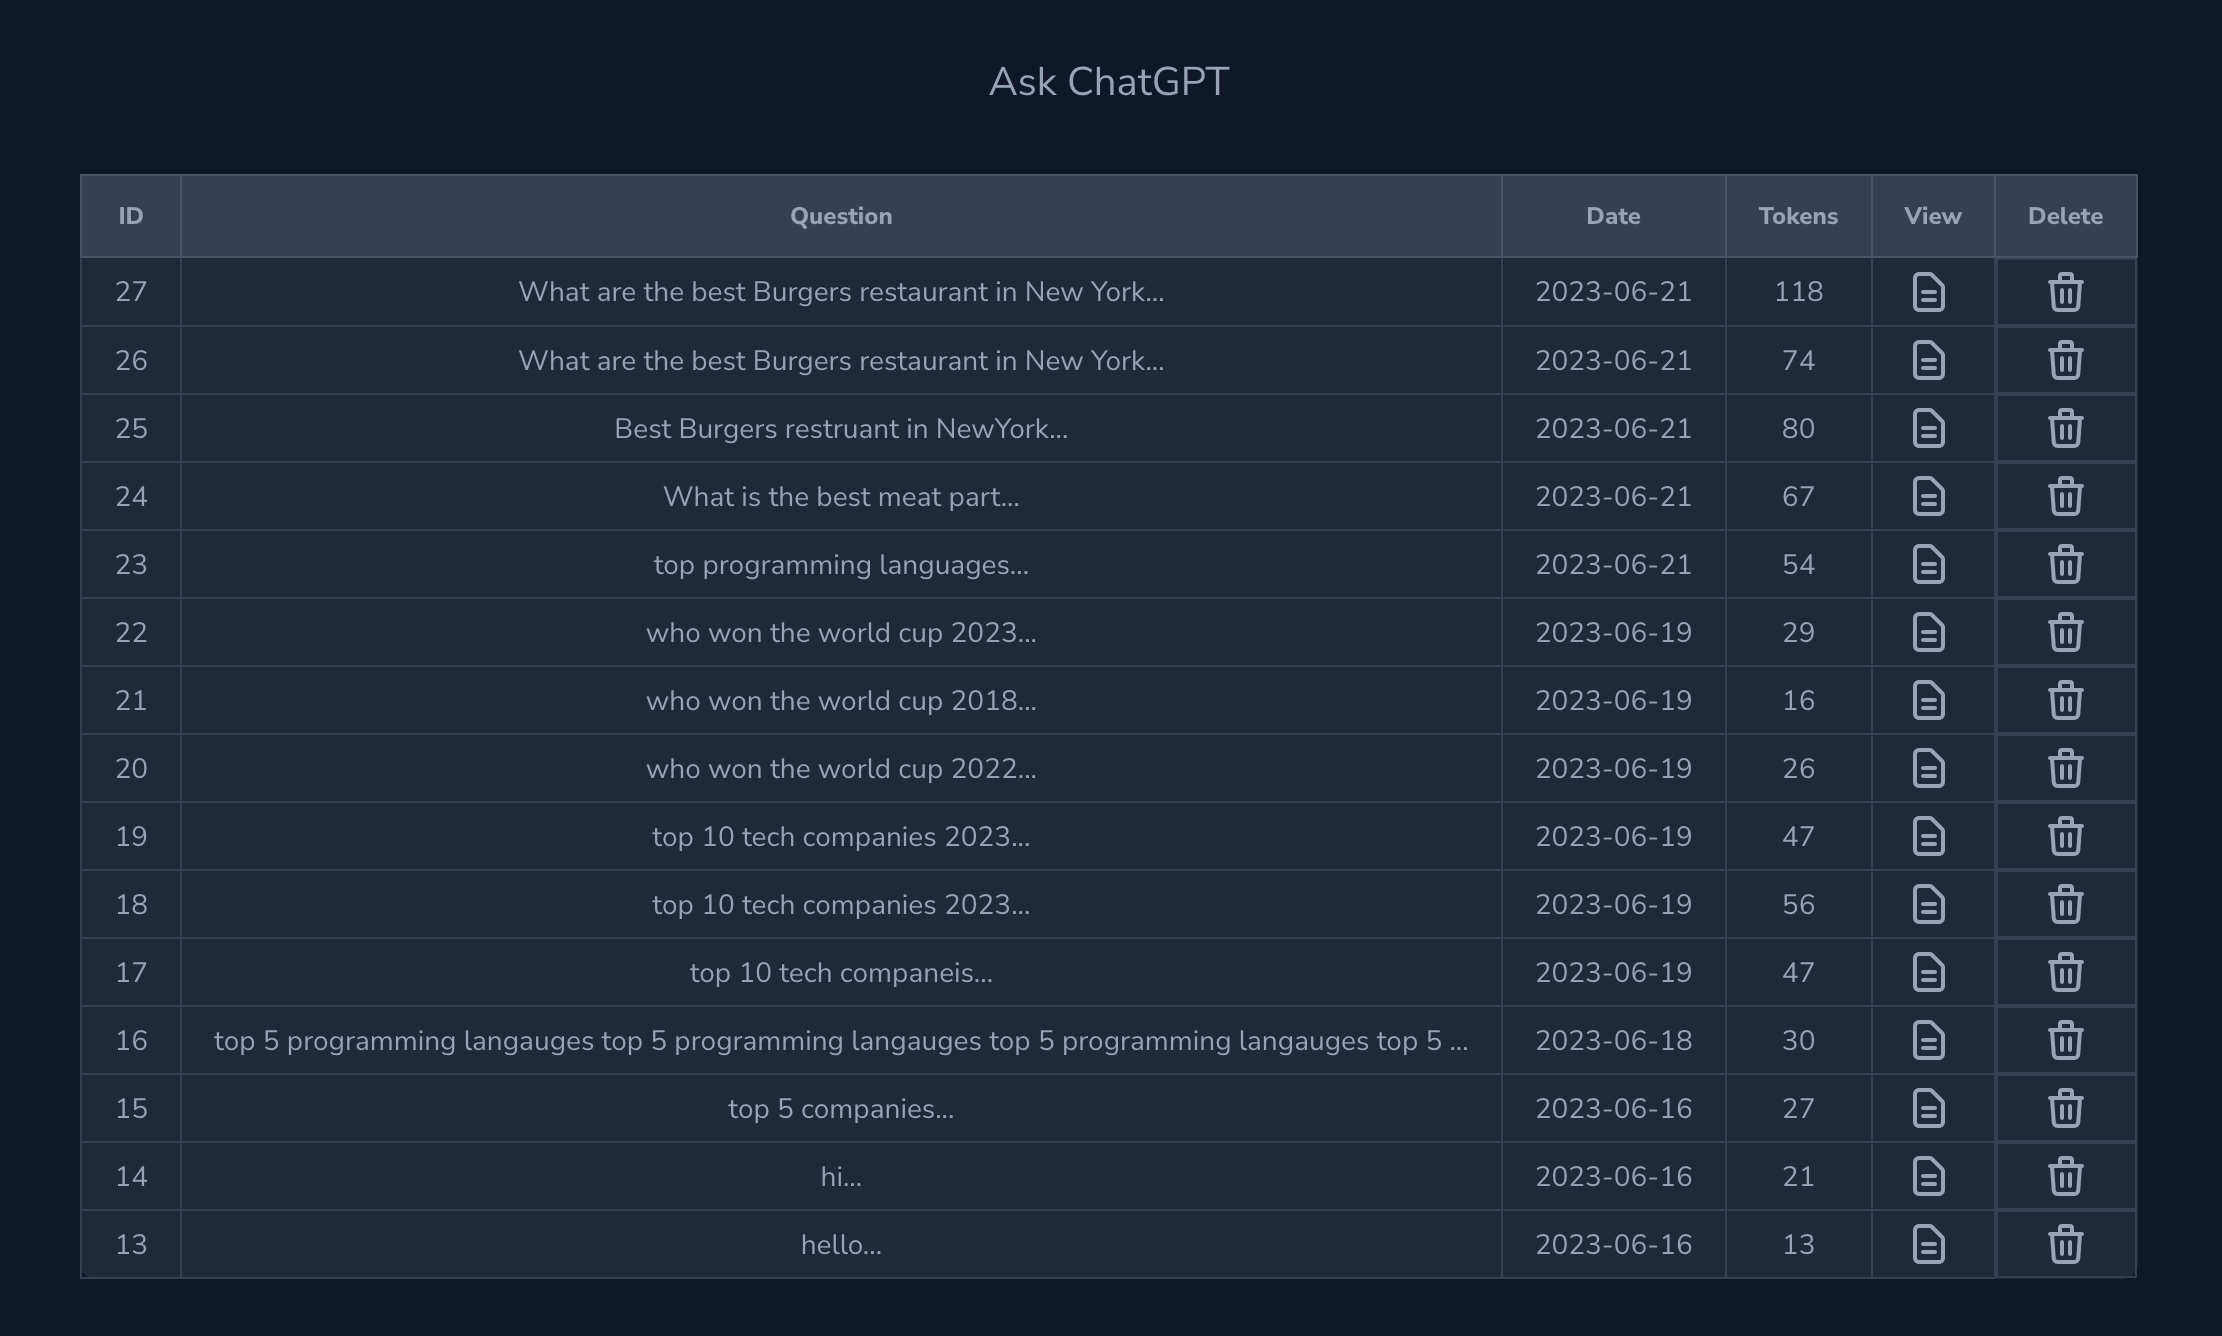 Ask ChatGPT
ID Question Date Tokens View Delete
27 What are the best Burgers restaurant in New York... 2023-06-21 118
26 What are the best Burgers restaurant in New York... 2023-06-21 74
25 Best Burgers restruant in NewYork... 2023-06-21 80
24 What is the best meat part... 2023-06-21 67
23 top programming languages... 2023-06-21 54
22 who won the world cup 2023... 2023-06-19 29
21 who won the world cup 2018... 2023-06-19 16
20 who won the world cup 2022... 2023-06-19 26
19 top 10 tech companies 2023... 2023-06-19 47
18 top 10 tech companies 2023... 2023-06-19 56
17 top 10 tech companeis... 2023-06-19 47
16 top 5 programming langauges top 5 programming langauges top 5 programming langauges top 5 ... 2023-06-18 30
15 top 5 companies... 2023-06-16 27
14 hi... 2023-06-16 21
13 hello... 2023-06-16 13